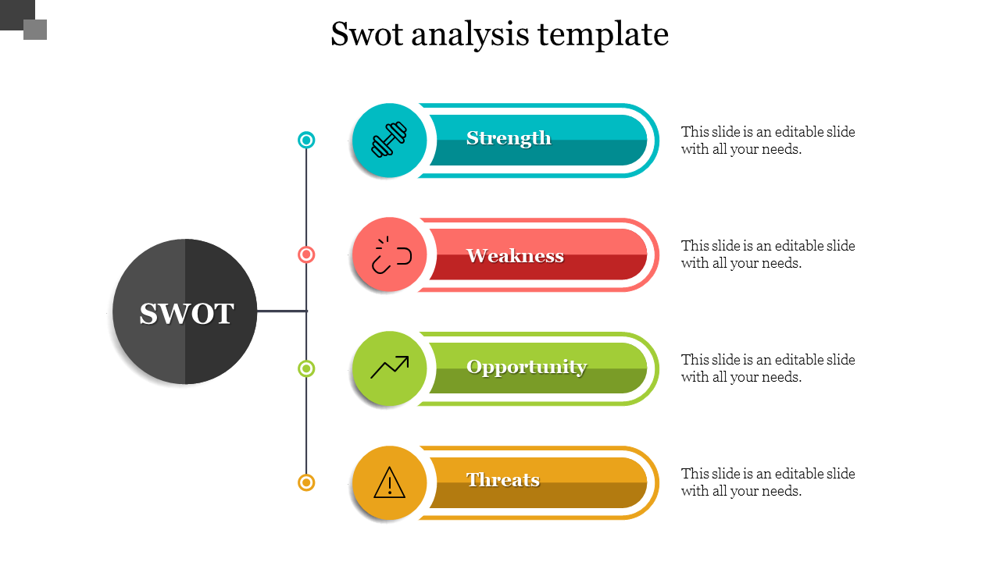 Swot analysis template
Strength
This slide is an editable slide
with all your needs.
Weakness
This slide is an editable slide
with all your needs.
SWOT
Opportunity
This slide is an editable slide
with all your needs.
Threats
This slide is an editable slide
with all your needs.